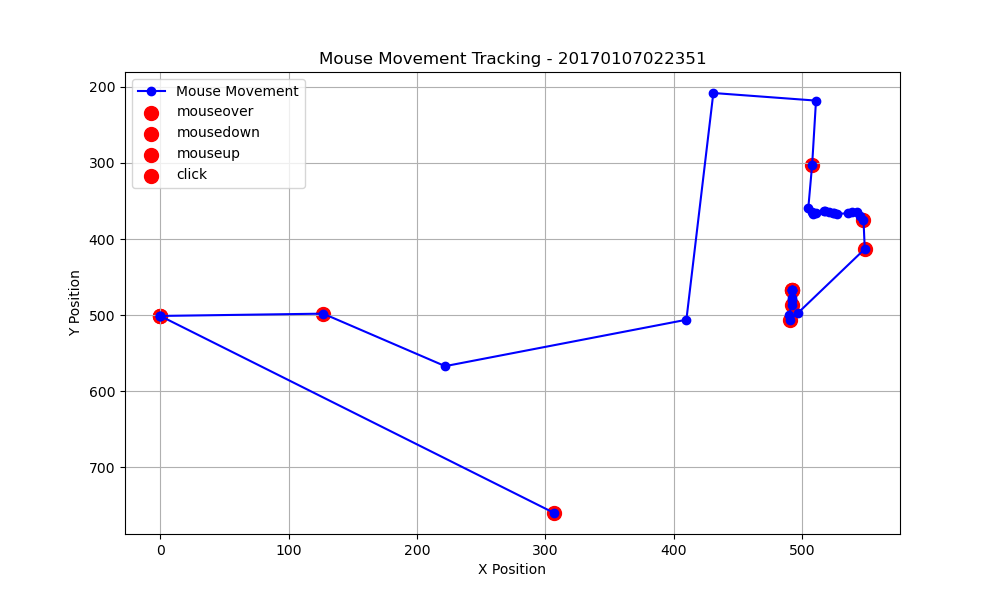 Mouse Movement Tracking - 20170107022351
Mouse Movement
mouseover
mousedown
mouseup
click
200
300
400
500
600
700
Y Position
0 100 200 300 400 500
X Position